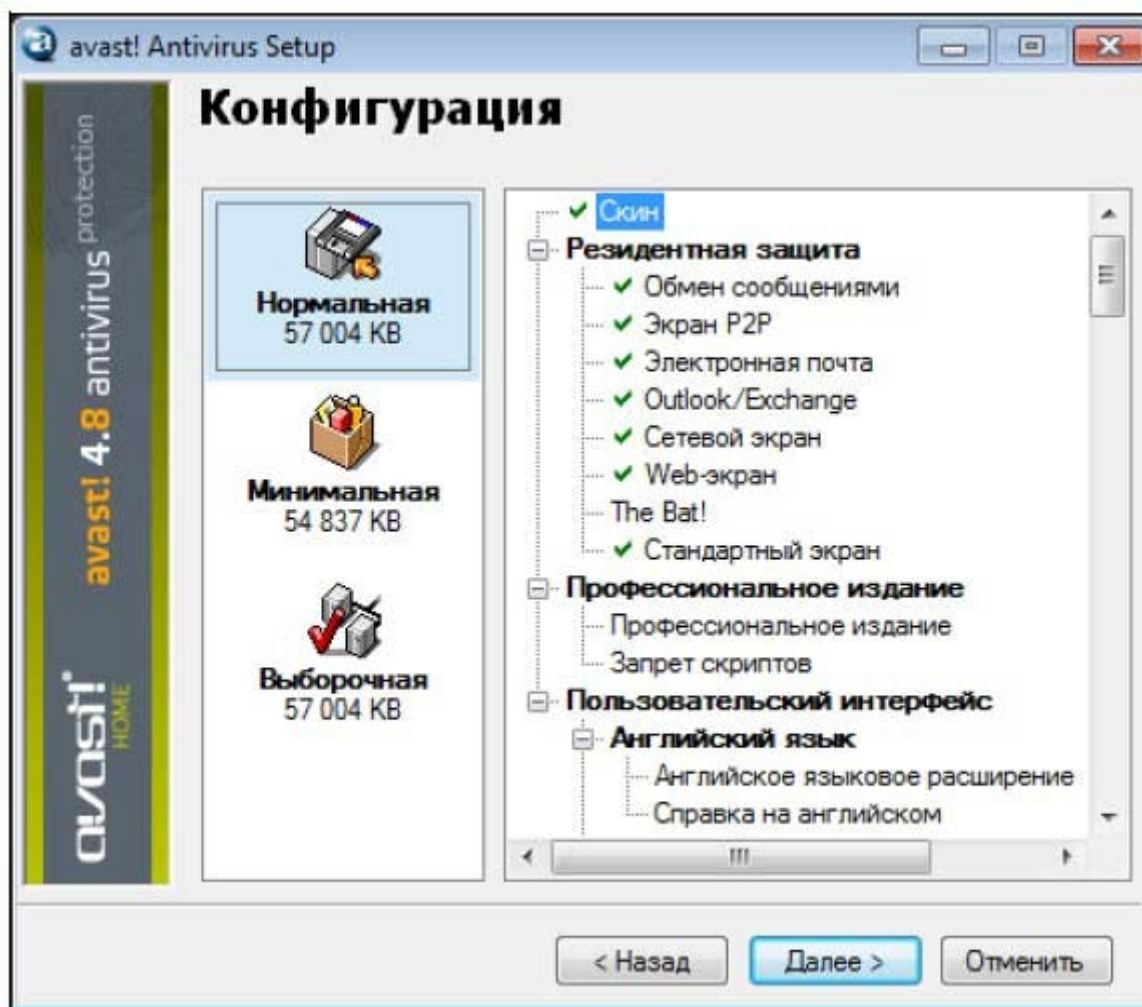 avast! Antivirus Setup
Конфигурация
avast! 4.8 antivirus protection
avast!
HOME
Нормальная
57 004 KB
Минимальная
54 837 KB
Выборочная
57 004 KB
Скин
Резидентная защита
Обмен сообщениями
Экран P2P
Электронная почта
Outlook/Exchange
Сетевой экран
Web-экран
The Bat!
Стандартный экран
Профессиональное издание
Профессиональное издание
Запрет скриптов
Пользовательский интерфейс
Английский язык
Английское языковое расширение
Справка на английском
< Назад
Далее >
Отменить